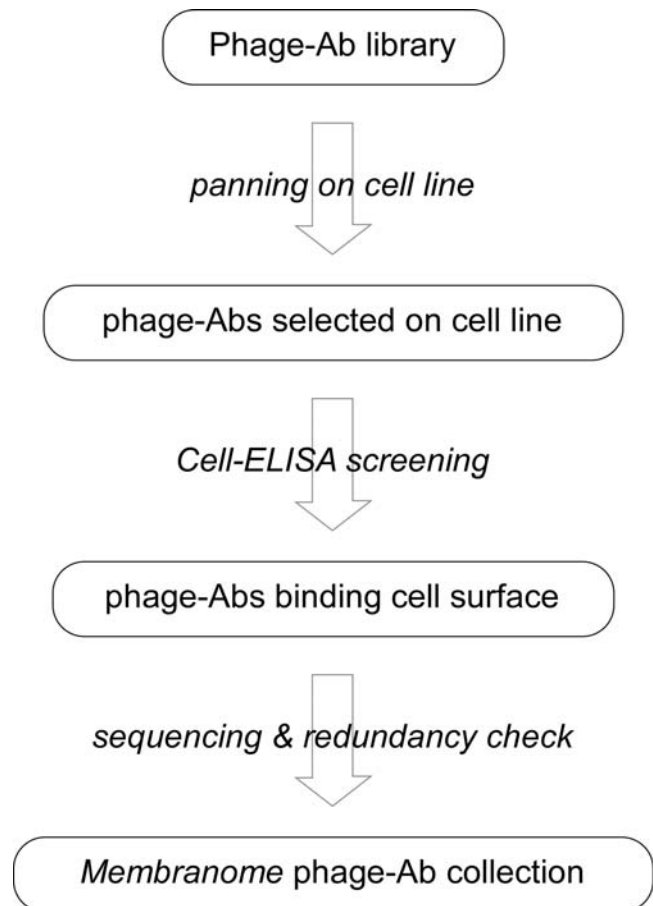 Phage-Ab library
panning on cell line
phage-Abs selected on cell line
Cell-ELISA screening
phage-Abs binding cell surface
sequencing & redundancy check
Membranome phage-Ab collection